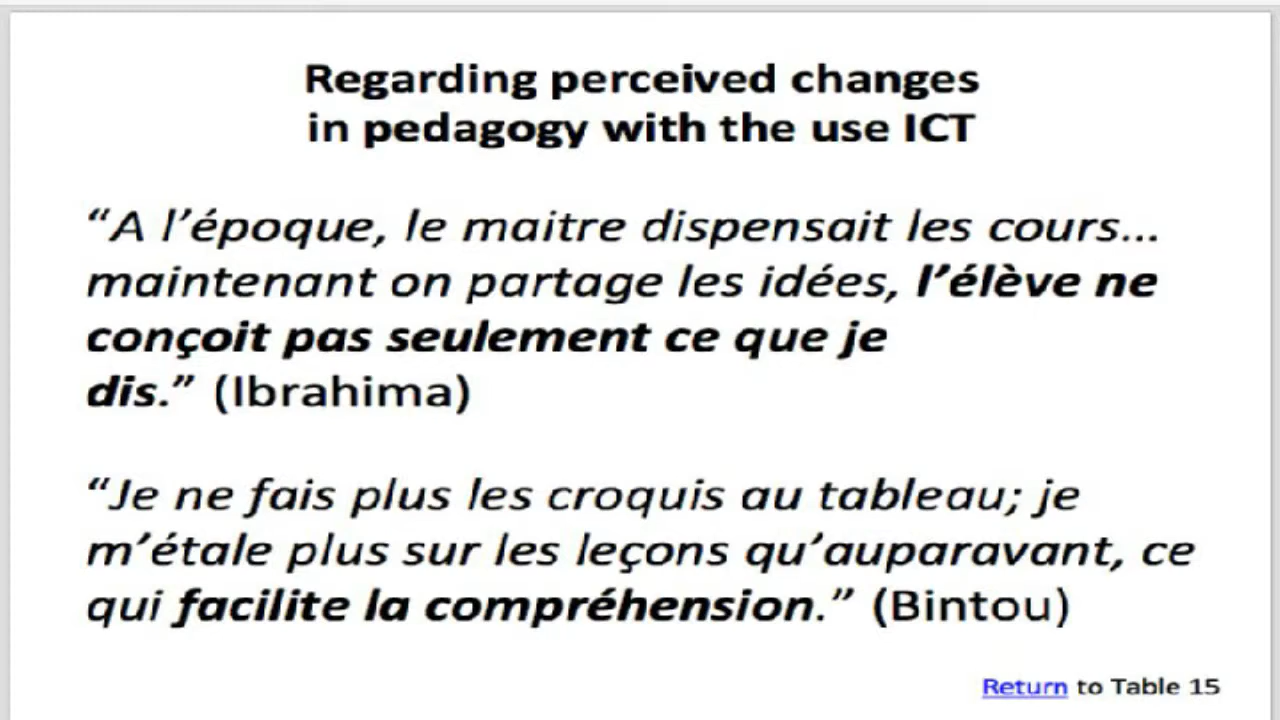 Regarding perceived changes
in pedagogy with the use ICT
“A l’époque, le maitre dispensait les cours...
maintenant on partage les idées, l’élève ne
conçoit pas seulement ce que je
dis.” (Ibrahima)
“Je ne fais plus les croquis au tableau; je
m’étale plus sur les leçons qu’auparavant, ce
qui facilite la compréhension.” (Bintou)
Return to Table 15